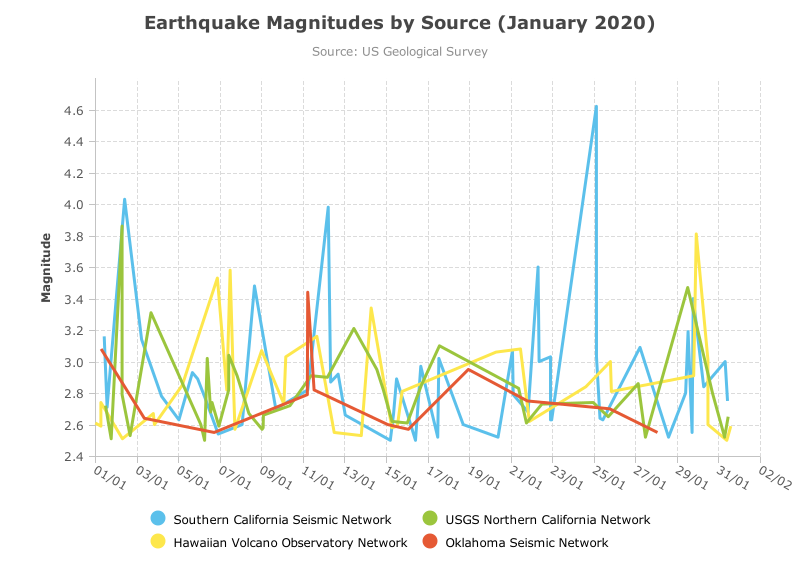 Earthquake Magnitudes by Source (January 2020)
Source: US Geological Survey
Magnitude
4.6
4.4
4.2
4.0
3.8
3.6
3.4
3.2
3.0
2.8
2.6
2.4
01/01 03/01 05/01 07/01 09/01 11/01 13/01 15/01 17/01 19/01 21/01 23/01 25/01 27/01 29/01 31/01 02/02
Southern California Seismic Network USGS Northern California Network
Hawaiian Volcano Observatory Network Oklahoma Seismic Network